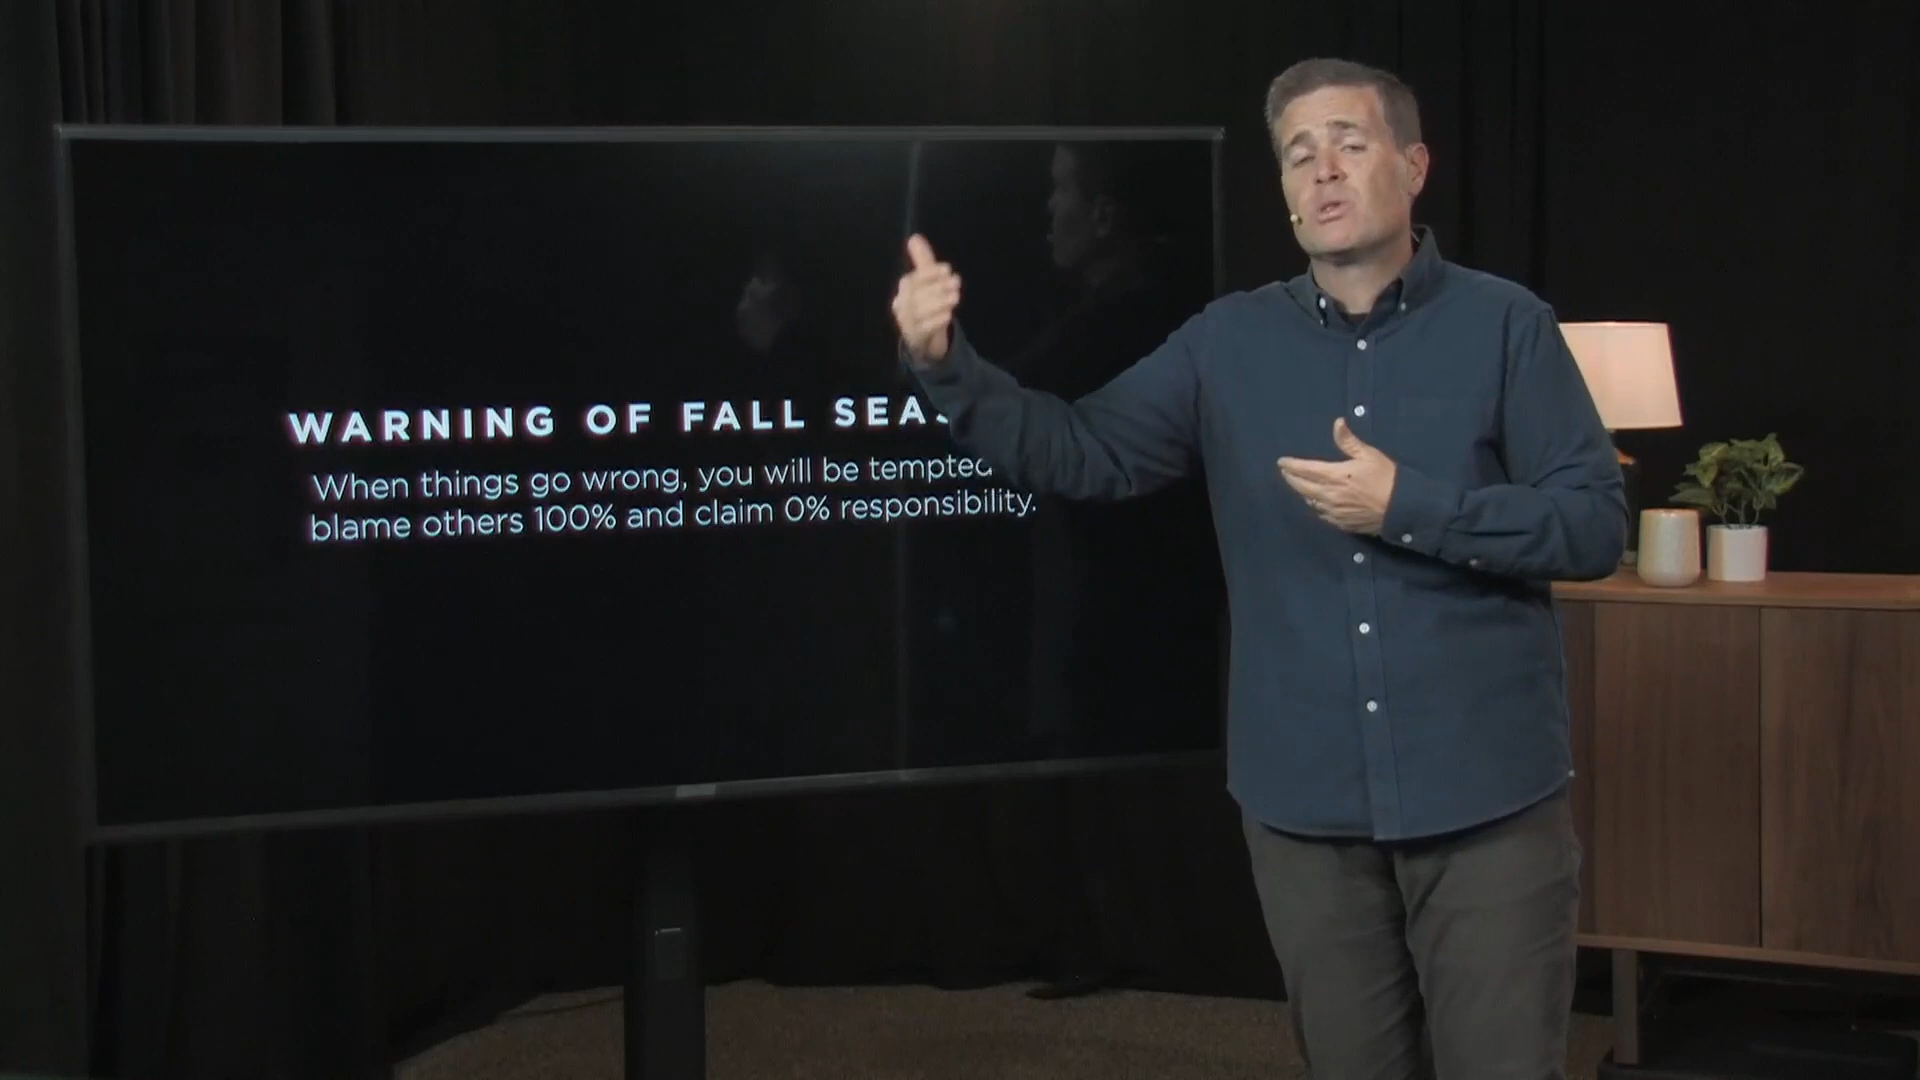 WARNING OF FALL SEAS
When things go wrong, you will be tempted
blame others 100% and claim 0% responsibility.